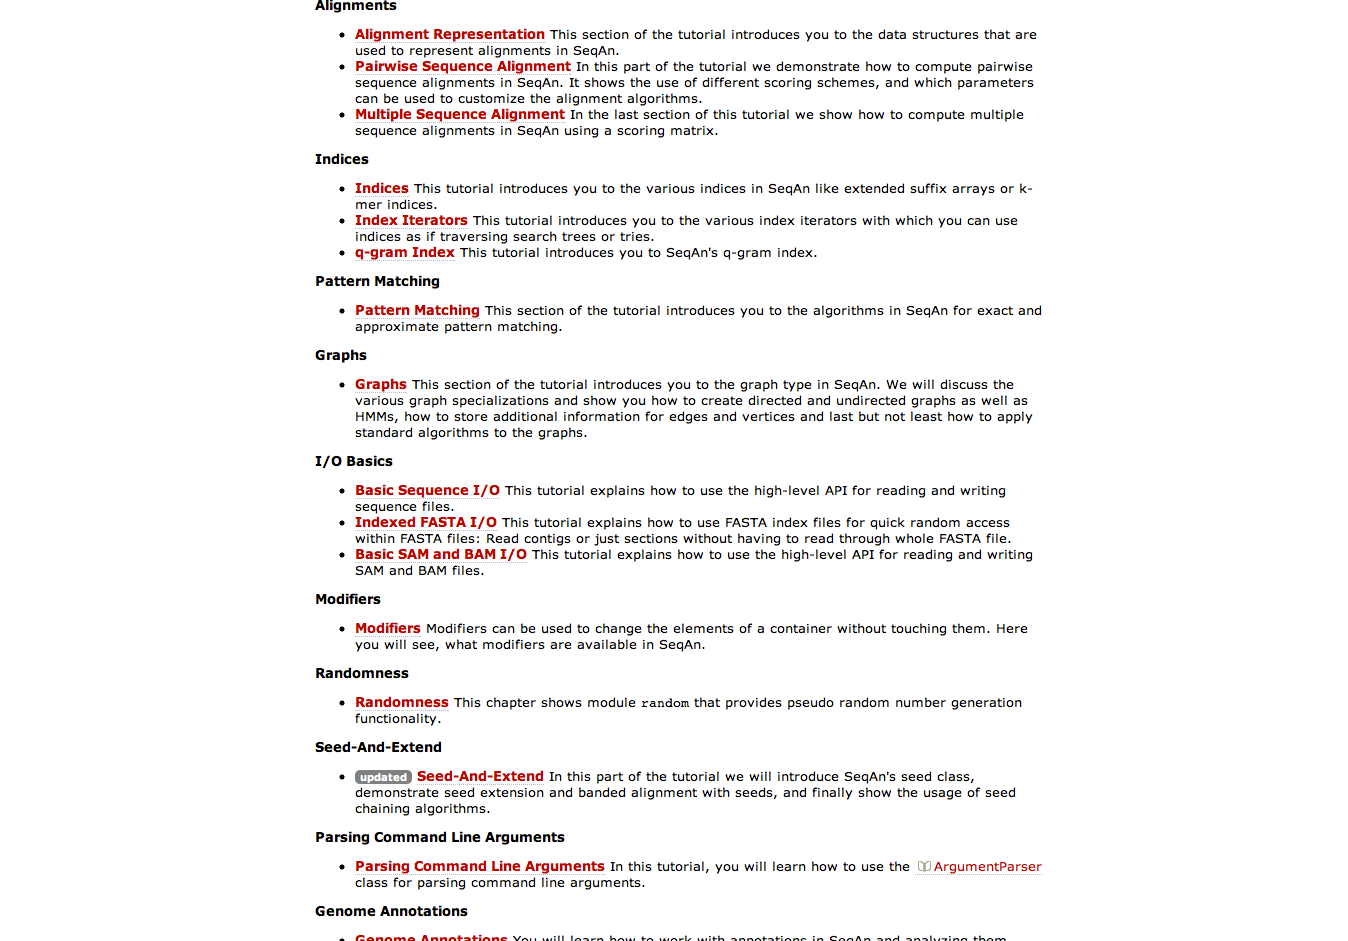 Alignments
Alignment Representation This section of the tutorial introduces you to the data structures that are
used to represent alignments in SeqAn.
Pairwise Sequence Alignment In this part of the tutorial we demonstrate how to compute pairwise
sequence alignments in SeqAn. It shows the use of different scoring schemes, and which parameters
can be used to customize the alignment algorithms.
Multiple Sequence Alignment In the last section of this tutorial we show how to compute multiple
sequence alignments in SeqAn using a scoring matrix.
Indices
Indices This tutorial introduces you to the various indices in SeqAn like extended suffix arrays or k-
mer indices.
Index Iterators This tutorial introduces you to the various index iterators with which you can use
indices as if traversing search trees or tries.
q-gram Index This tutorial introduces you to SeqAn's q-gram index.
Pattern Matching
Pattern Matching This section of the tutorial introduces you to the algorithms in SeqAn for exact and
approximate pattern matching.
Graphs
Graphs This section of the tutorial introduces you to the graph type in SeqAn. We will discuss the
various graph specializations and show you how to create directed and undirected graphs as well as
HMMs, how to store additional information for edges and vertices and last but not least how to apply
standard algorithms to the graphs.
I/O Basics
Basic Sequence I/O This tutorial explains how to use the high-level API for reading and writing
sequence files.
Indexed FASTA I/O This tutorial explains how to use FASTA index files for quick random access
within FASTA files: Read contigs or just sections without having to read through whole FASTA file.
Basic SAM and BAM I/O This tutorial explains how to use the high-level API for reading and writing
SAM and BAM files.
Modifiers
Modifiers Modifiers can be used to change the elements of a container without touching them. Here
you will see, what modifiers are available in SeqAn.
Randomness
Randomness This chapter shows module random that provides pseudo random number generation
functionality.
Seed-And-Extend
updated Seed-And-Extend In this part of the tutorial we will introduce SeqAn's seed class,
demonstrate seed extension and banded alignment with seeds, and finally show the usage of seed
chaining algorithms.
Parsing Command Line Arguments
Parsing Command Line Arguments In this tutorial, you will learn how to use the ArgumentParser
class for parsing command line arguments.
Genome Annotations
Genome Annotations You will learn how to work with annotations in SeqAn and analyzing them